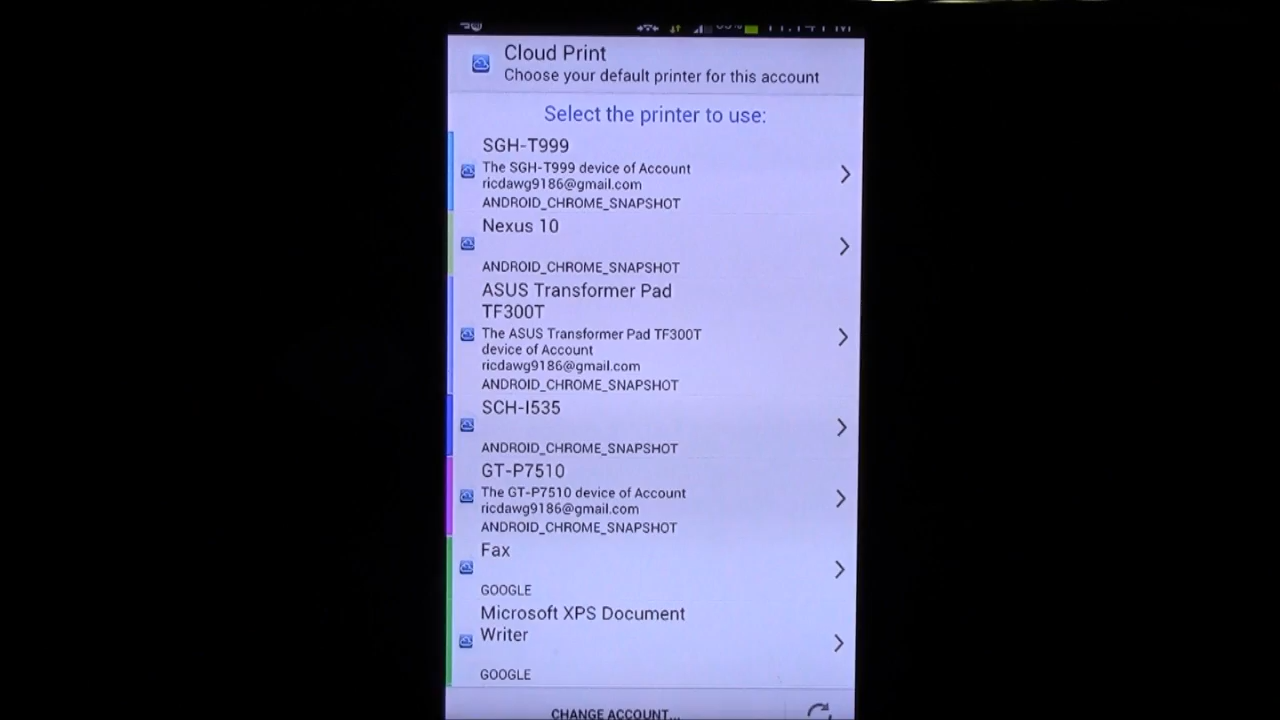 Cloud Print
Choose your default printer for this account
Select the printer to use:
SGH-T999
The SGH-T999 device of Account
ricdawg9186@gmail.com
ANDROID_CHROME_SNAPSHOT
Nexus 10
ANDROID_CHROME_SNAPSHOT
ASUS Transformer Pad
TF300T
The ASUS Transformer Pad TF300T
device of Account
ricdawg9186@gmail.com
ANDROID_CHROME_SNAPSHOT
SCH-I535
ANDROID_CHROME_SNAPSHOT
GT-P7510
The GT-P7510 device of Account
ricdawg9186@gmail.com
ANDROID_CHROME_SNAPSHOT
Fax
GOOGLE
Microsoft XPS Document
Writer
GOOGLE
CHANGE ACCOUNT...